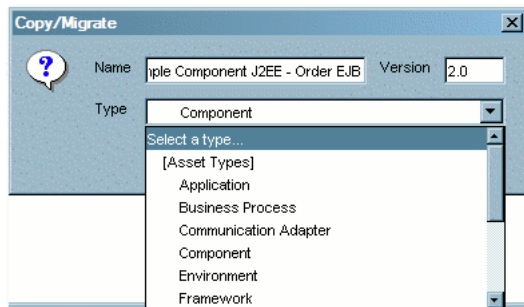 Copy/Migrate
Name ple Component J2EE - Order EJB Version 2.0
Type Component
Select a type...
[Asset Types]
Application
Business Process
Communication Adapter
Component
Environment
Framework